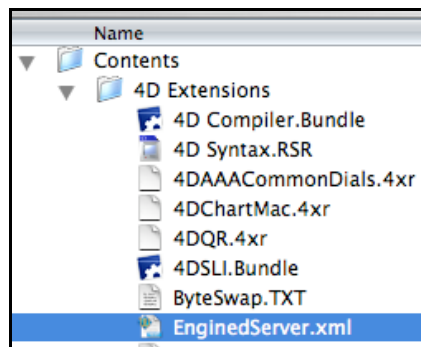 Name
Contents
4D Extensions
4D Compiler.Bundle
4D Syntax.RSR
4DAAACommonDials.4xr
4DChartMac.4xr
4DQR.4xr
4DSLI.Bundle
ByteSwap.TXT
EnginedServer.xml